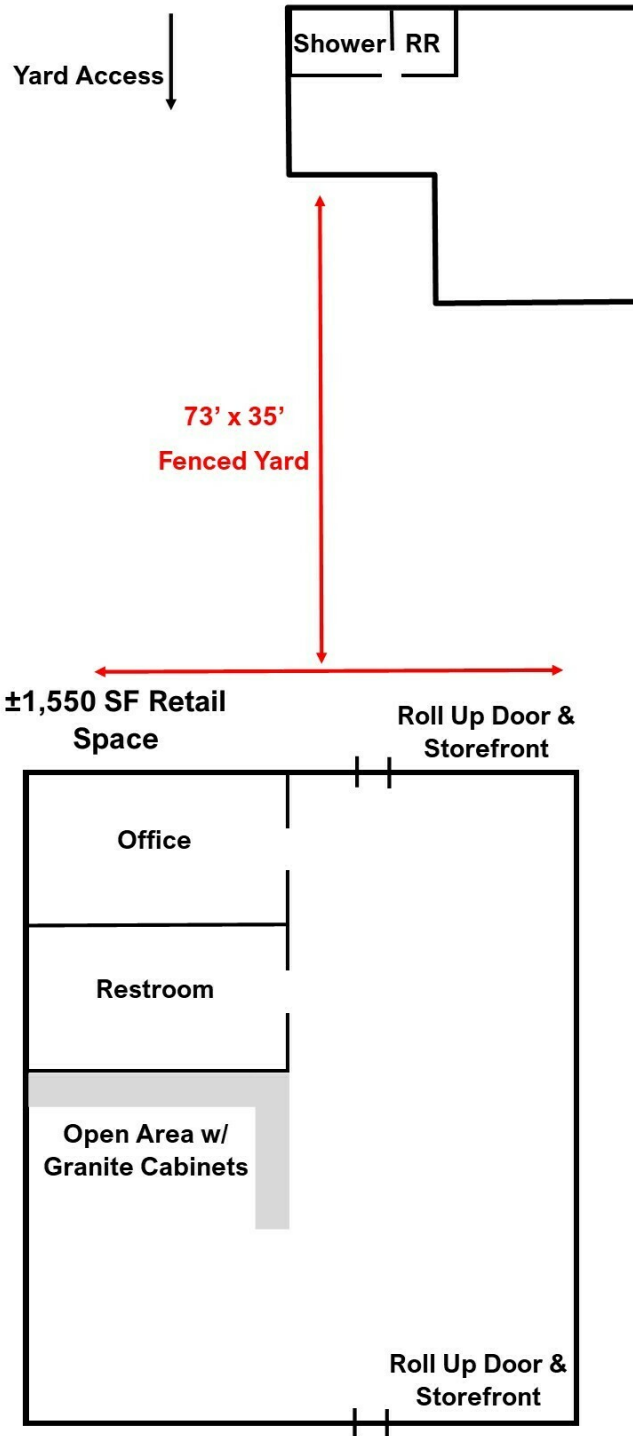 Shower RR
Yard Access
73’ x 35’
Fenced Yard
±1,550 SF Retail
Space
Roll Up Door &
Storefront
Office
Restroom
Open Area w/
Granite Cabinets
Roll Up Door &
Storefront